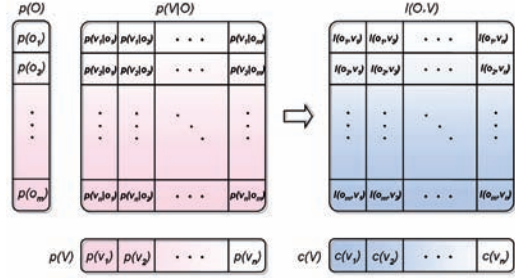 p(O) p(V|O) I(O,V)
p(o₁) p(v₁|o₁) p(v₁|o₂) · · · p(v₁|oₘ) I(o₁,v₁) I(o₁,v₂) · · · I(o₁,vₙ)
p(o₂) p(v₂|o₁) p(v₂|o₂) · · · p(v₂|oₘ) I(o₂,v₁) I(o₂,v₂) · · · I(o₂,vₙ)
p(oₘ) p(vₙ|o₁) p(vₙ|o₂) · · · p(vₙ|oₘ) I(oₘ,v₁) I(oₘ,v₂) · · · I(oₘ,vₙ)
p(V) p(v₁) p(v₂) · · · p(vₙ) c(V) c(v₁) c(v₂) · · · c(vₙ)